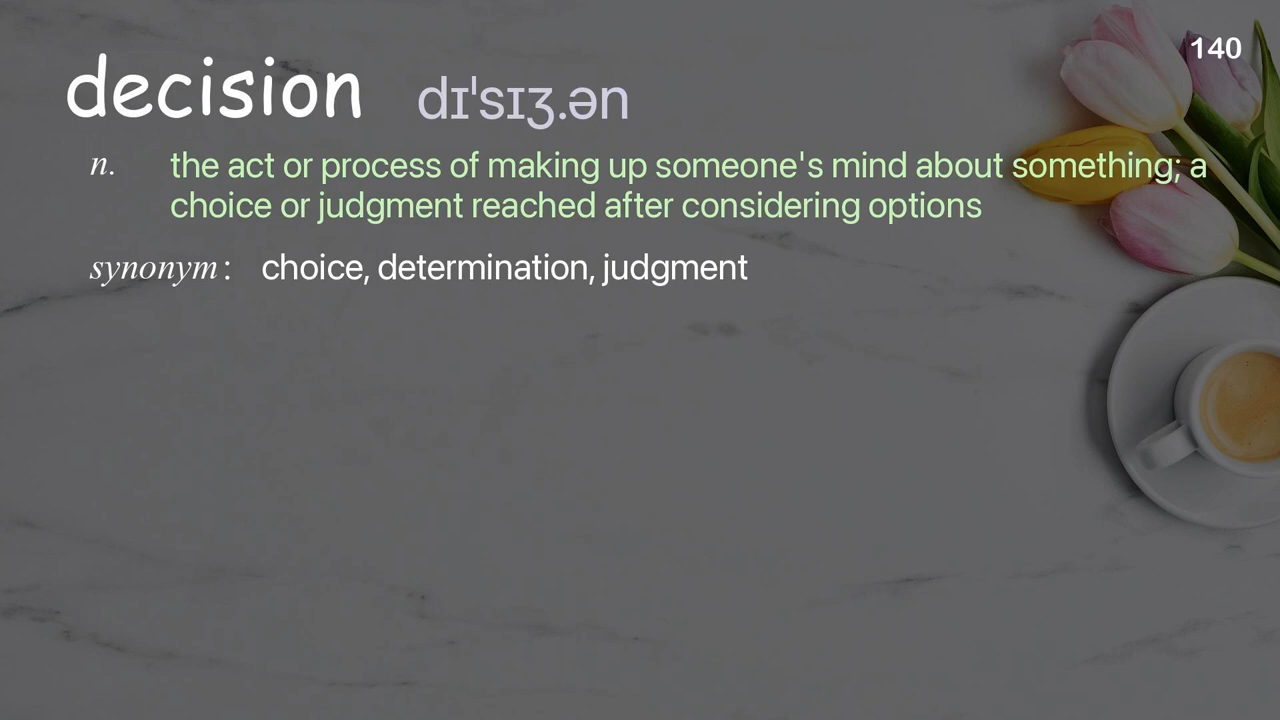 140
decision dɪˈsɪʒ.ən
n. the act or process of making up someone's mind about something; a
choice or judgment reached after considering options
synonym: choice, determination, judgment